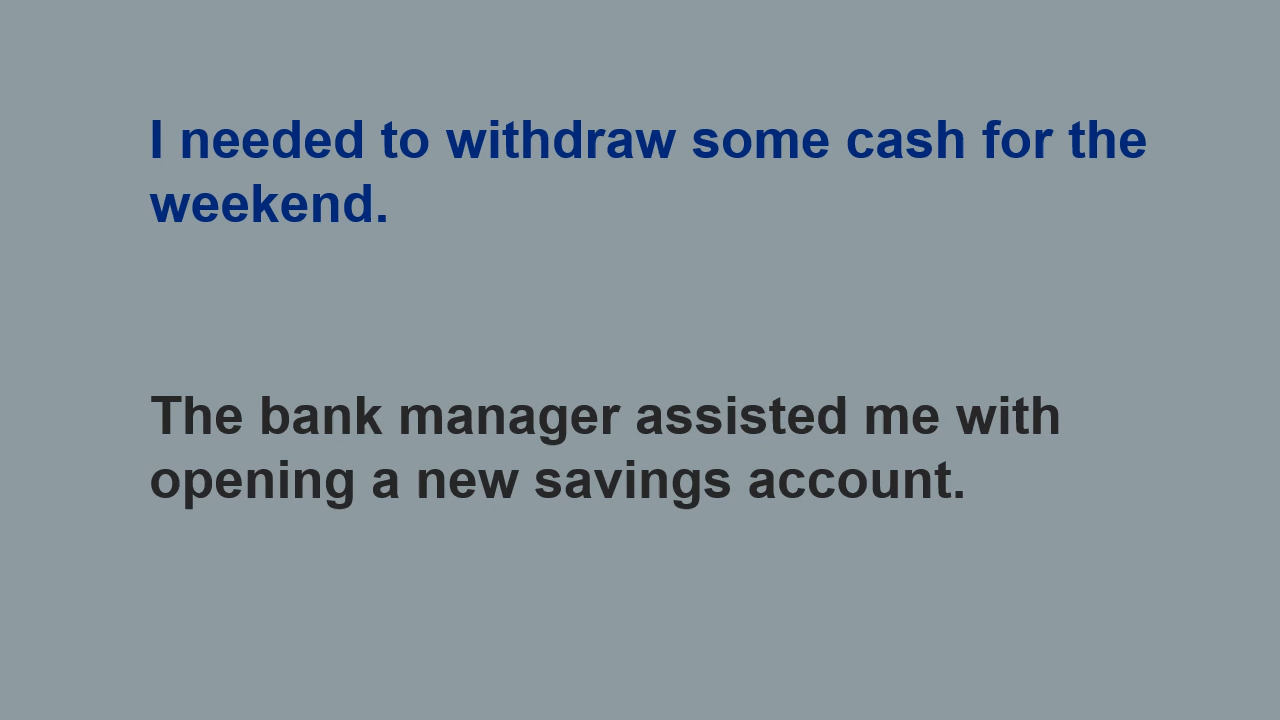 I needed to withdraw some cash for the
weekend.
The bank manager assisted me with
opening a new savings account.